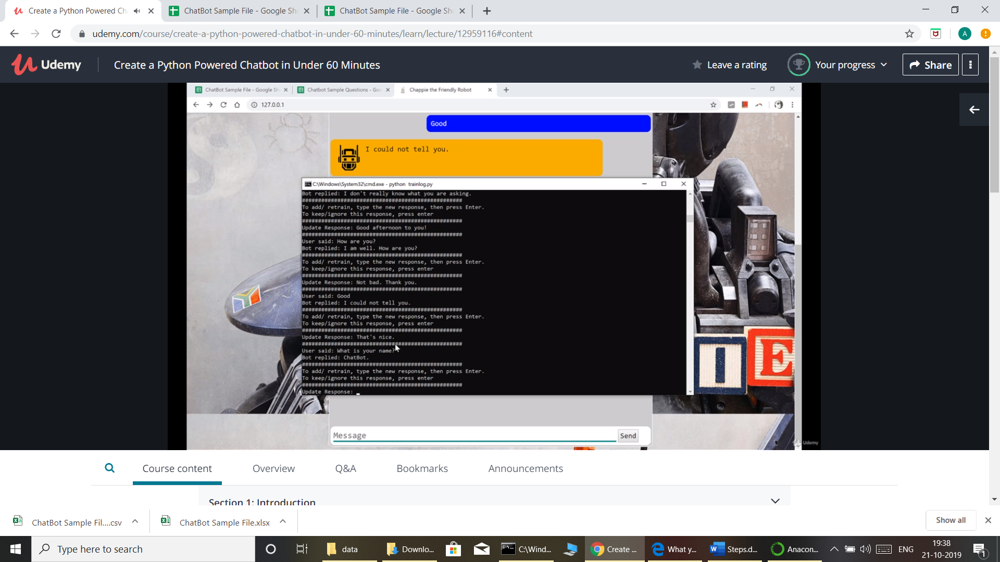 Create a Python Powered Ch
ChatBot Sample File - Google Sh
ChatBot Sample File - Google Sh
udemy.com/course/create-a-python-powered-chatbot-in-under-60-minutes/learn/lecture/12959116#content
A
Udemy
Create a Python Powered Chatbot in Under 60 Minutes
Leave a rating
Your progress
Share
ChatBot Sample File - Google Sh
Chatbot Sample Questions - Goo
Chappie the Friendly Robot
127.0.0.1
Good
I could not tell you.
C:\Windows\System32\cmd.exe - python trainlog.py
Bot replied: I don't really know what you are asking.
##################################################
To add/ retrain, type the new response, then press Enter.
To keep/ignore this response, press enter
##################################################
Update Response: Good afternoon to you!
##################################################
User said: How are you?
Bot replied: I am well. How are you?
##################################################
To add/ retrain, type the new response, then press Enter.
To keep/ignore this response, press enter
##################################################
Update Response: Not bad. Thank you.
##################################################
User said: Good
Bot replied: I could not tell you.
##################################################
To add/ retrain, type the new response, then press Enter.
To keep/ignore this response, press enter
##################################################
Update Response: That's nice.
##################################################
User said: What is your name?
Bot replied: ChatBot.
##################################################
To add/ retrain, type the new response, then press Enter.
To keep/ignore this response, press enter
##################################################
Update Response: _
I E
Message
Send
Udemy
Course content
Overview
Q&A
Bookmarks
Announcements
Section 1: Introduction
ChatBot Sample Fil....csv
ChatBot Sample File.xlsx
Show all
Type here to search
data
Downlo...
C:\Wind...
Create ...
What y...
Steps.d...
Anacon...
ENG
19:38
21-10-2019
1